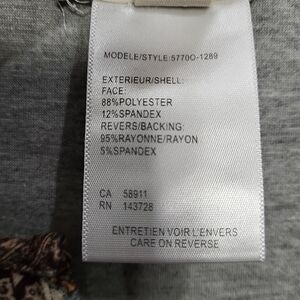 MODELE/STYLE:5770O-1289
EXTERIEUR/SHELL:
FACE:
88%POLYESTER
12%SPANDEX
REVERS/BACKING:
95%RAYONNE/RAYON
5%SPANDEX
CA 58911
RN 143728
ENTRETIEN VOIR L'ENVERS
CARE ON REVERSE